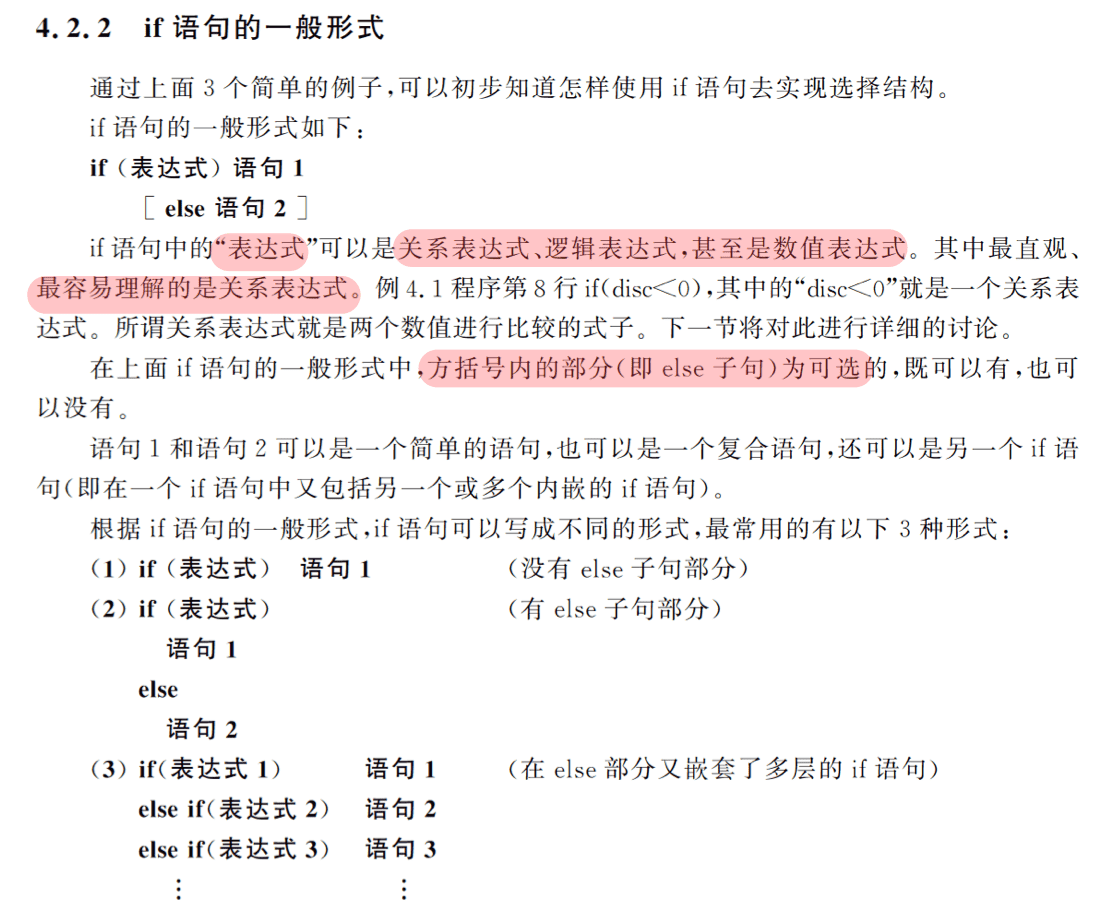 4.2.2 if 语句的一般形式
通过上面 3 个简单的例子,可以初步知道怎样使用 if 语句去实现选择结构。
if 语句的一般形式如下:
if (表达式) 语句 1
[ else 语句 2 ]
if 语句中的“表达式”可以是关系表达式、逻辑表达式,甚至是数值表达式。其中最直观、
最容易理解的是关系表达式。例 4.1 程序第 8 行 if(disc<0),其中的“disc<0”就是一个关系表
达式。所谓关系表达式就是两个数值进行比较的式子。下一节将对此进行详细的讨论。
在上面 if 语句的一般形式中,方括号内的部分(即 else 子句)为可选的,既可以有,也可
以没有。
语句 1 和语句 2 可以是一个简单的语句,也可以是一个复合语句,还可以是另一个 if 语
句(即在一个 if 语句中又包括另一个或多个内嵌的 if 语句)。
根据 if 语句的一般形式,if 语句可以写成不同的形式,最常用的有以下 3 种形式:
(1) if (表达式) 语句 1 (没有 else 子句部分)
(2) if (表达式) (有 else 子句部分)
语句 1
else
语句 2
(3) if(表达式 1) 语句 1 (在 else 部分又嵌套了多层的 if 语句)
else if(表达式 2) 语句 2
else if(表达式 3) 语句 3
⋮ ⋮